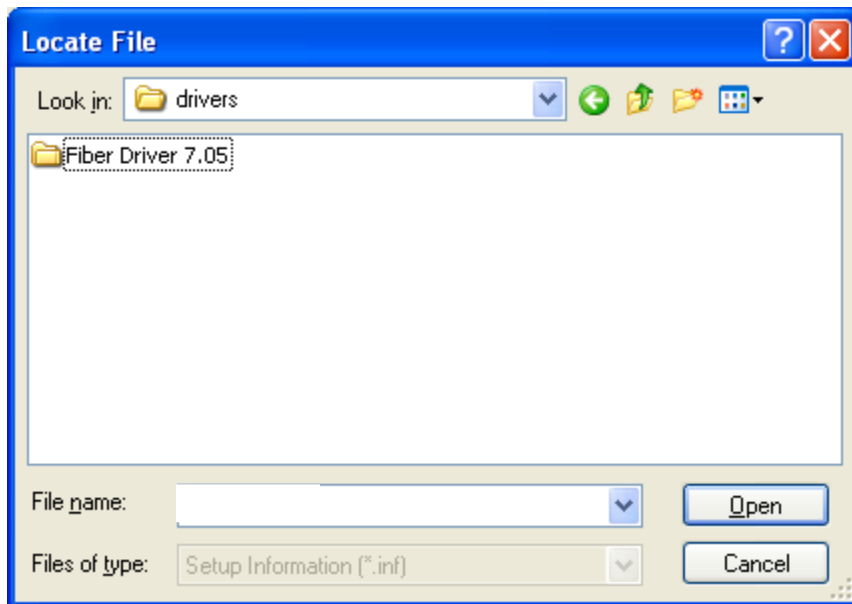 Locate File
Look in: drivers
Fiber Driver 7.05
File name: Open
Files of type: Setup Information (*.inf) Cancel